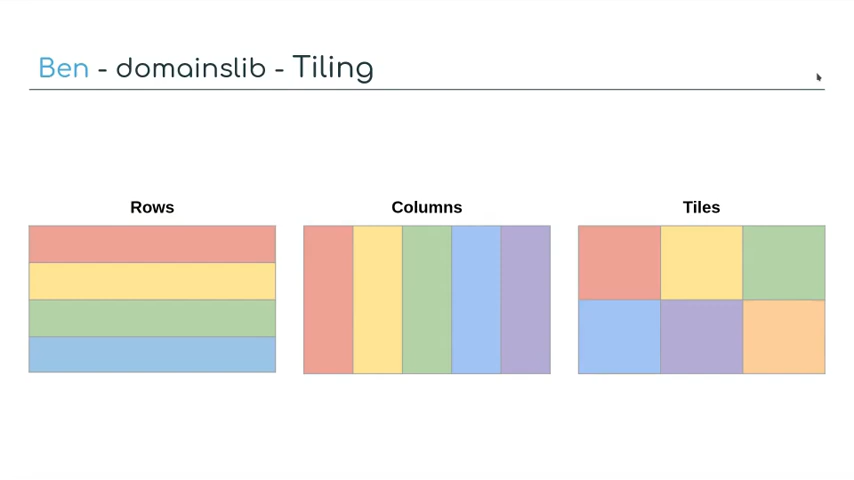 Ben - domainslib - Tiling
Rows
Columns
Tiles